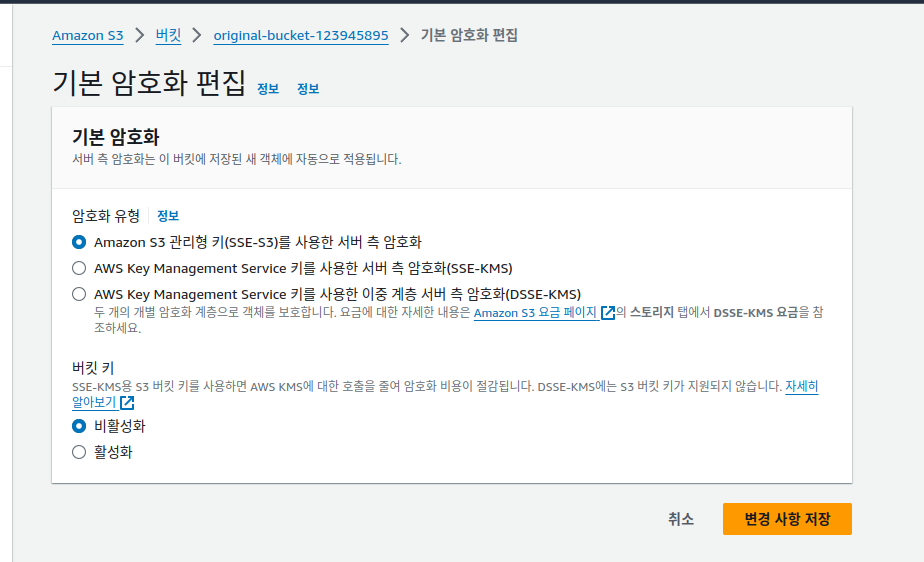 Amazon S3 > 버킷 > original-bucket-123945895 > 기본 암호화 편집
기본 암호화 편집 정보 정보
기본 암호화
서버 측 암호화는 이 버킷에 저장된 새 객체에 자동으로 적용됩니다.
암호화 유형 정보
Amazon S3 관리형 키(SSE-S3)를 사용한 서버 측 암호화
AWS Key Management Service 키를 사용한 서버 측 암호화(SSE-KMS)
AWS Key Management Service 키를 사용한 이중 계층 서버 측 암호화(DSSE-KMS)
두 개의 개별 암호화 계층으로 객체를 보호합니다. 요금에 대한 자세한 내용은 Amazon S3 요금 페이지의 스토리지 탭에서 DSSE-KMS 요금을 참
조하세요.
버킷 키
SSE-KMS용 S3 버킷 키를 사용하면 AWS KMS에 대한 호출을 줄여 암호화 비용이 절감됩니다. DSSE-KMS에는 S3 버킷 키가 지원되지 않습니다. 자세히
알아보기
비활성화
활성화
취소 변경 사항 저장